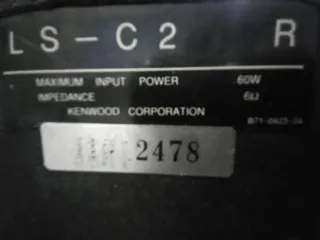 LS-C2 R
MAXIMUM INPUT POWER 60W
IMPEDANCE 6Ω
KENWOOD CORPORATION
2478